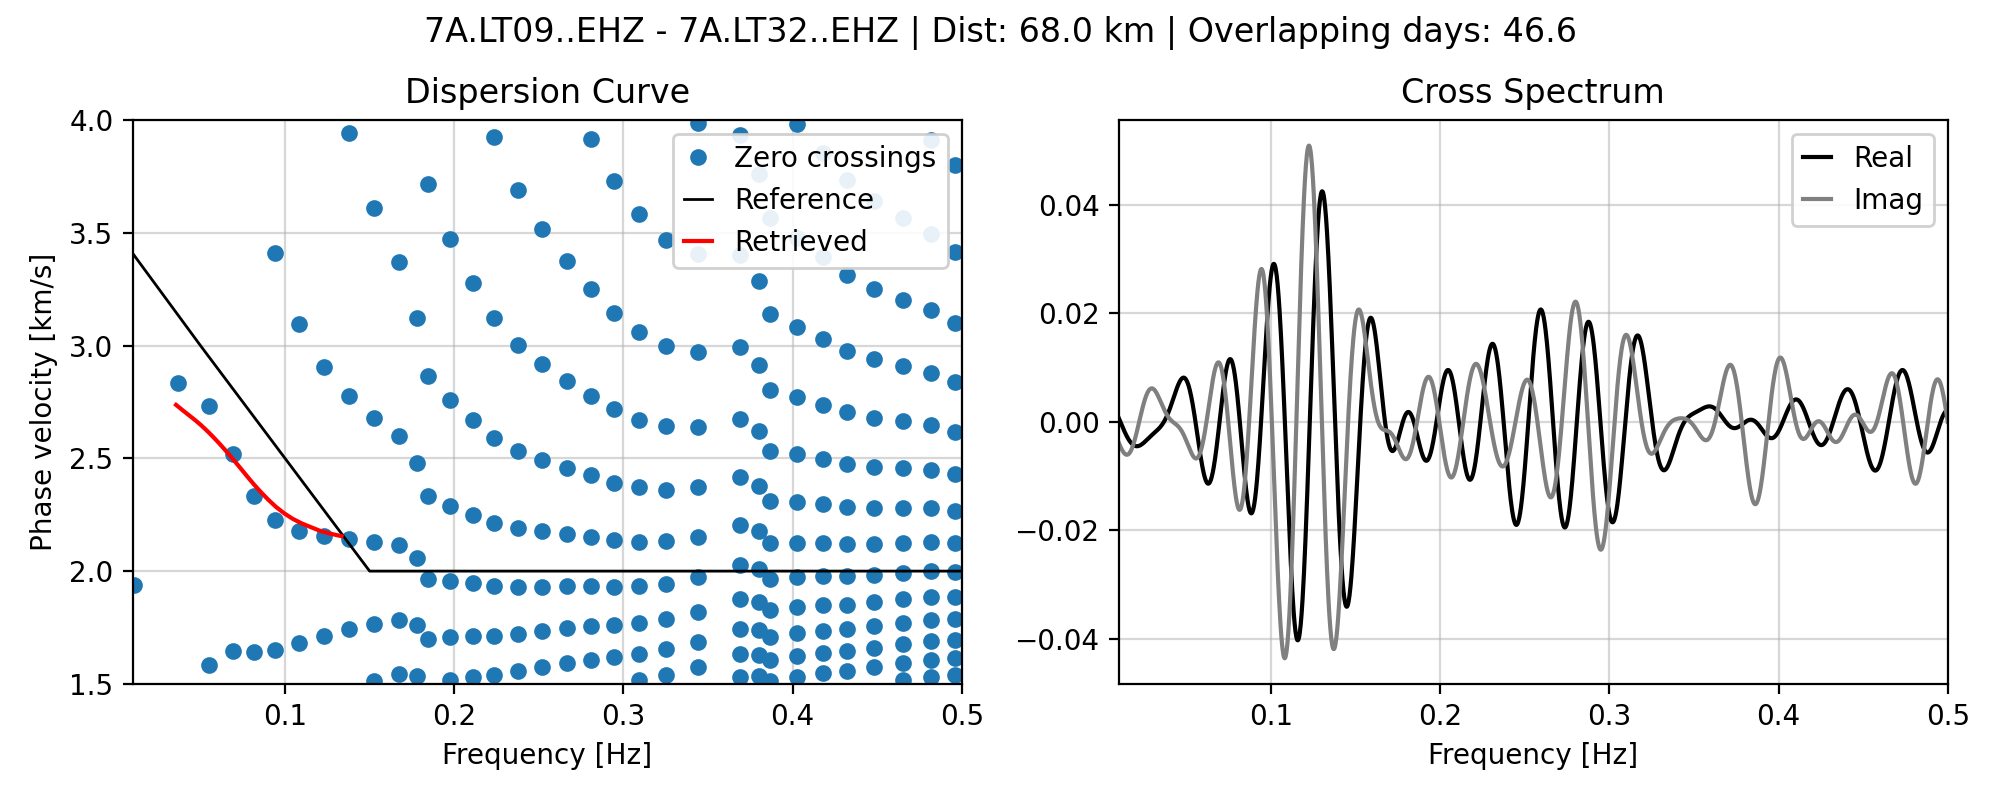 7A.LT09..EHZ - 7A.LT32..EHZ | Dist: 68.0 km | Overlapping days: 46.6
Dispersion Curve
4.0
3.5
3.0
2.5
2.0
1.5
Phase velocity [km/s]
0.1 0.2 0.3 0.4 0.5
Frequency [Hz]
Zero crossings
Reference
Retrieved
Cross Spectrum
0.04
0.02
0.00
−0.02
−0.04
0.1 0.2 0.3 0.4 0.5
Frequency [Hz]
Real
Imag